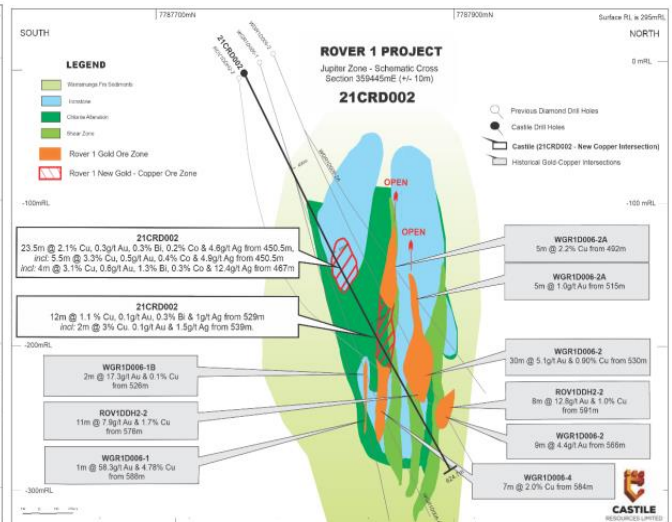 7787700mN
7787900mN
Surface RL is 295mRL
SOUTH
NORTH
21CRD002
ROVER 1 PROJECT
Jupiter Zone - Schematic Cross
Section 359445mE (+/- 10m)
21CRD002
0 mRL
LEGEND
Ironstone
Chlorite Alteration
Shear Zone
Rover 1 Gold Ore Zone
Rover 1 New Gold - Copper Ore Zone
Previous Diamond Drill Holes
Castile Drill Holes
Castile (21CRD002 - New Copper Intersection)
Historical Gold-Copper Intersections
-100mRL
-100 mRL
OPEN
OPEN
21CRD002
23.5m @ 2.1% Cu, 0.3g/t Au, 0.3% Bi, 0.2% Co & 4.6g/t Ag from 450.5m,
incl: 5.5m @ 3.3% Cu, 0.5g/t Au, 0.4% Co & 4.9g/t Ag from 450.5m
incl: 4m @ 3.1% Cu, 0.6g/t Au, 1.3% Bi, 0.3% Co & 12.4g/t Ag from 467m
WGR1D006-2A
5m @ 2.2% Cu from 492m
WGR1D006-2A
5m @ 1.0g/t Au from 515m
21CRD002
12m @ 1.1 % Cu, 0.1g/t Au, 0.3% Bi & 1g/t Ag from 529m
incl: 2m @ 3% Cu. 0.1g/t Au & 1.5g/t Ag from 539m.
-200mRL
WGR1D006-1B
2m @ 17.3g/t Au & 0.1% Cu
from 526m
WGR1D006-2
30m @ 5.1g/t Au & 0.90% Cu from 530m
ROV1DDH2-2
11m @ 7.9g/t Au & 1.7% Cu
from 578m
ROV1DDH2-2
8m @ 12.8g/t Au & 1.0% Cu
from 591m
WGR1D006-2
9m @ 4.4g/t Au from 566m
WGR1D006-1
1m @ 58.3g/t Au & 4.78% Cu
from 588m
WGR1D006-4
7m @ 2.0% Cu from 584m
-300mRL
CASTILE
RESOURCES LIMITED